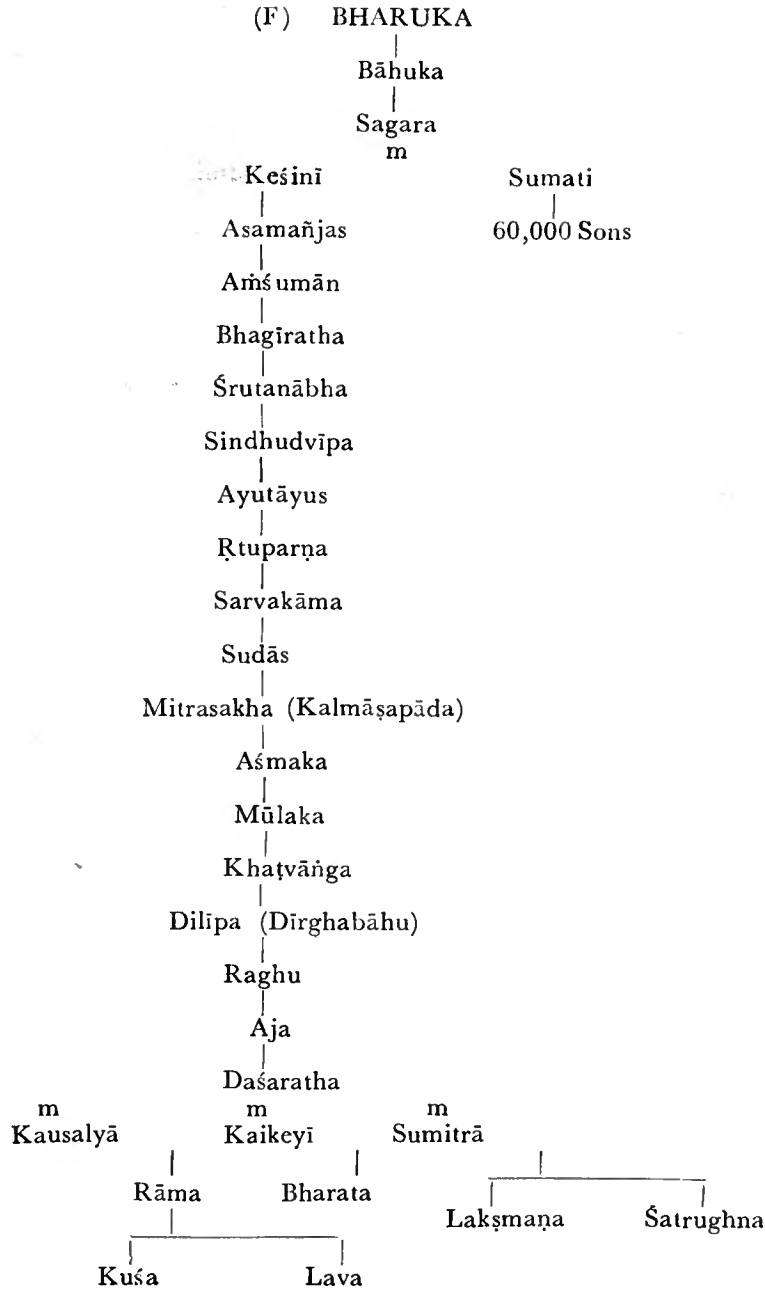 (F) BHARUKA
Bāhuka
Sagara
m
Keśinī Sumati
Asamañjas 60,000 Sons
Aṁśumān
Bhagīratha
Śrutanābha
Sindhudvīpa
Ayutāyus
Ṛtuparṇa
Sarvakāma
Sudās
Mitrasakha (Kalmāṣapāda)
Aśmaka
Mūlaka
Khaṭvāṅga
Dilīpa (Dīrghabāhu)
Raghu
Aja
Daśaratha
m m m
Kausalyā Kaikeyī Sumitrā
Rāma Bharata
Lakṣmaṇa Śatrughna
Kuśa Lava